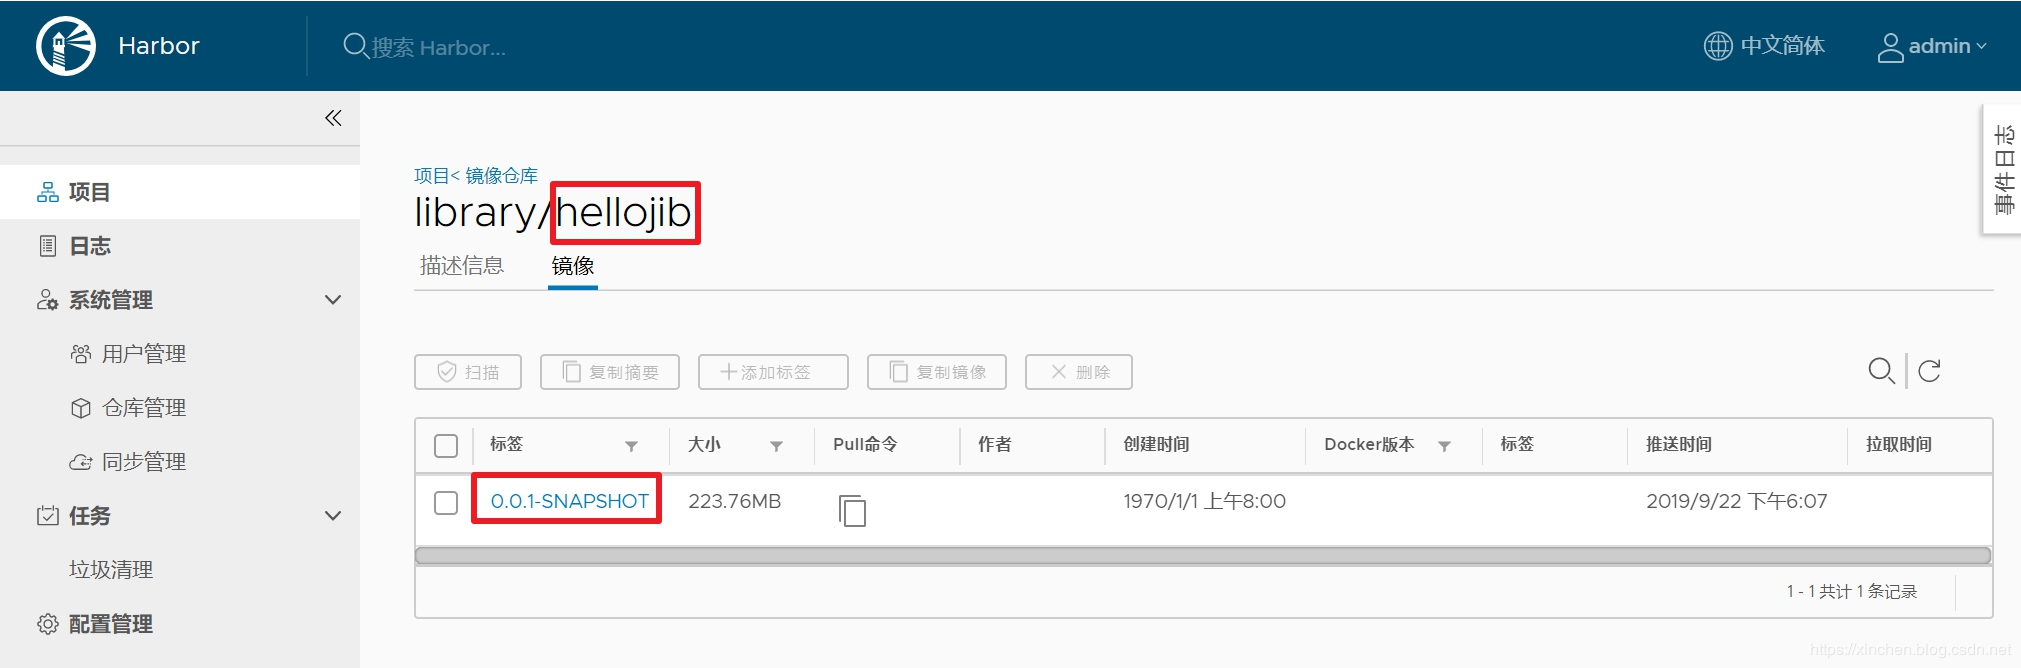 Harbor
搜索 Harbor...
中文简体
admin
事件日志
项目
日志
系统管理
用户管理
仓库管理
同步管理
任务
垃圾清理
配置管理
项目< 镜像仓库
library/hellojib
描述信息 镜像
扫描 复制摘要 添加标签 复制镜像 删除
标签 大小 Pull命令 作者 创建时间 Docker版本 标签 推送时间 拉取时间
0.0.1-SNAPSHOT 223.76MB 1970/1/1 上午8:00 2019/9/22 下午6:07
1 - 1 共计 1 条记录
https://xinchen.blog.csdn.net